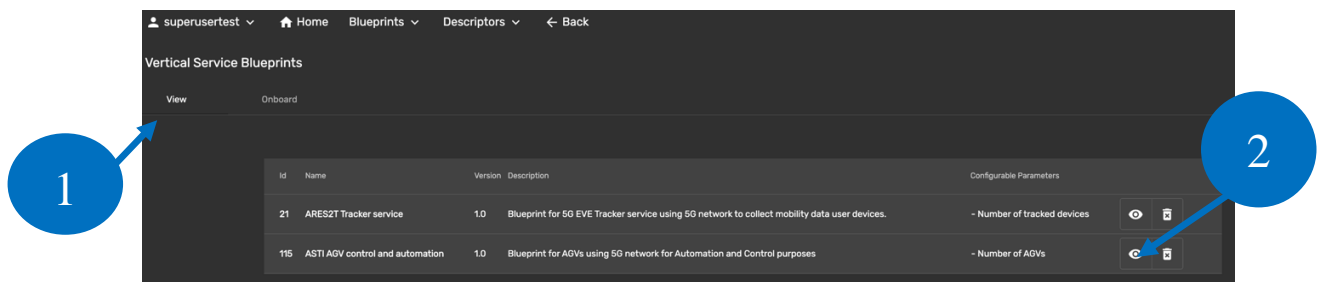 superusertest Home Blueprints Descriptors Back
Vertical Service Blueprints
View Onboard
1
2
Id Name Version Description Configurable Parameters
21 ARES2T Tracker service 1.0 Blueprint for 5G EVE Tracker service using 5G network to collect mobility data user devices. - Number of tracked devices
115 ASTI AGV control and automation 1.0 Blueprint for AGVs using 5G network for Automation and Control purposes - Number of AGVs